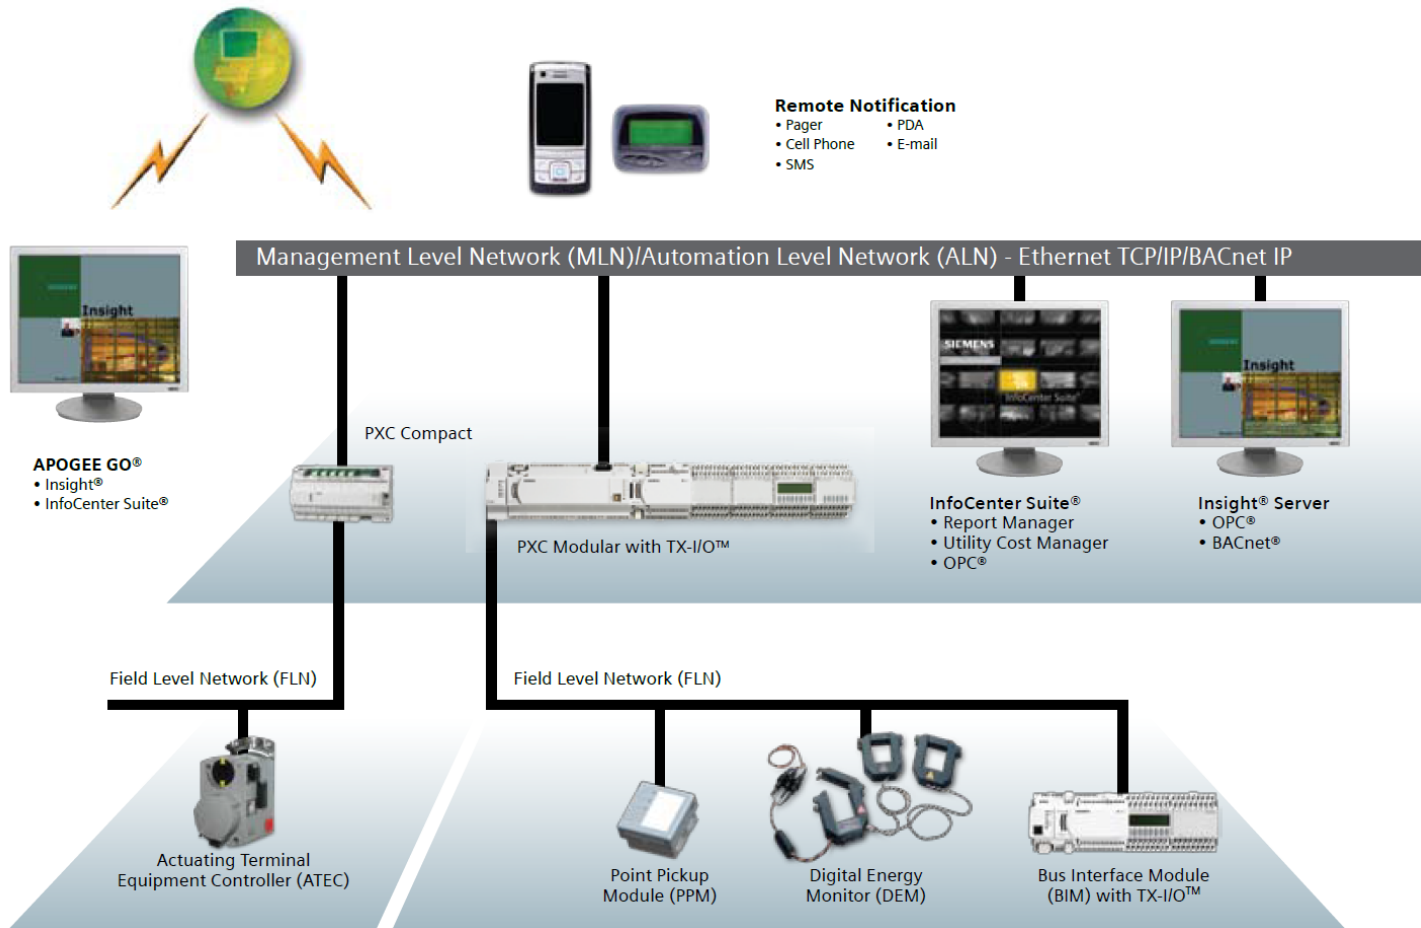 Remote Notification
• Pager
• PDA
• Cell Phone
• E-mail
• SMS
Management Level Network (MLN)/Automation Level Network (ALN) - Ethernet TCP/IP/BACnet IP
Insight
SIEMENS
InfoCenter Suite
Insight
PXC Compact
APOGEE GO®
• Insight®
• InfoCenter Suite®
PXC Modular with TX-I/O™
InfoCenter Suite®
• Report Manager
• Utility Cost Manager
• OPC®
Insight® Server
• OPC®
• BACnet®
Field Level Network (FLN)
Field Level Network (FLN)
Actuating Terminal
Equipment Controller (ATEC)
Point Pickup
Module (PPM)
Digital Energy
Monitor (DEM)
Bus Interface Module
(BIM) with TX-I/O™